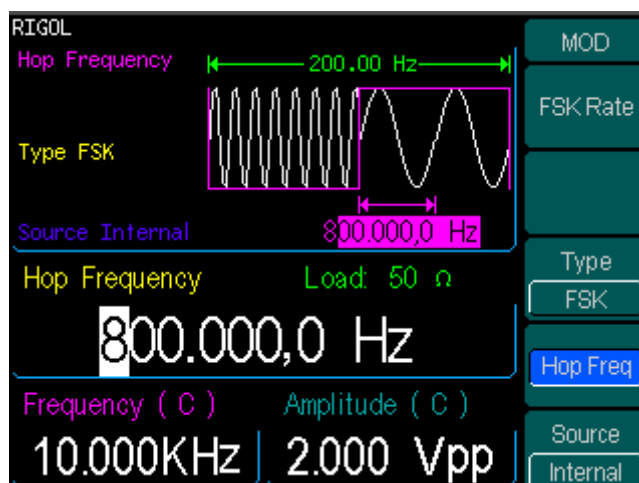 RIGOL
Hop Frequency
200.00 Hz
Type FSK
Source Internal
800.000,0 Hz
Hop Frequency
Load: 50 Ω
800.000,0 Hz
Frequency ( C )
Amplitude ( C )
10.000KHz
2.000 Vpp
MOD
FSK Rate
Type
FSK
Hop Freq
Source
Internal